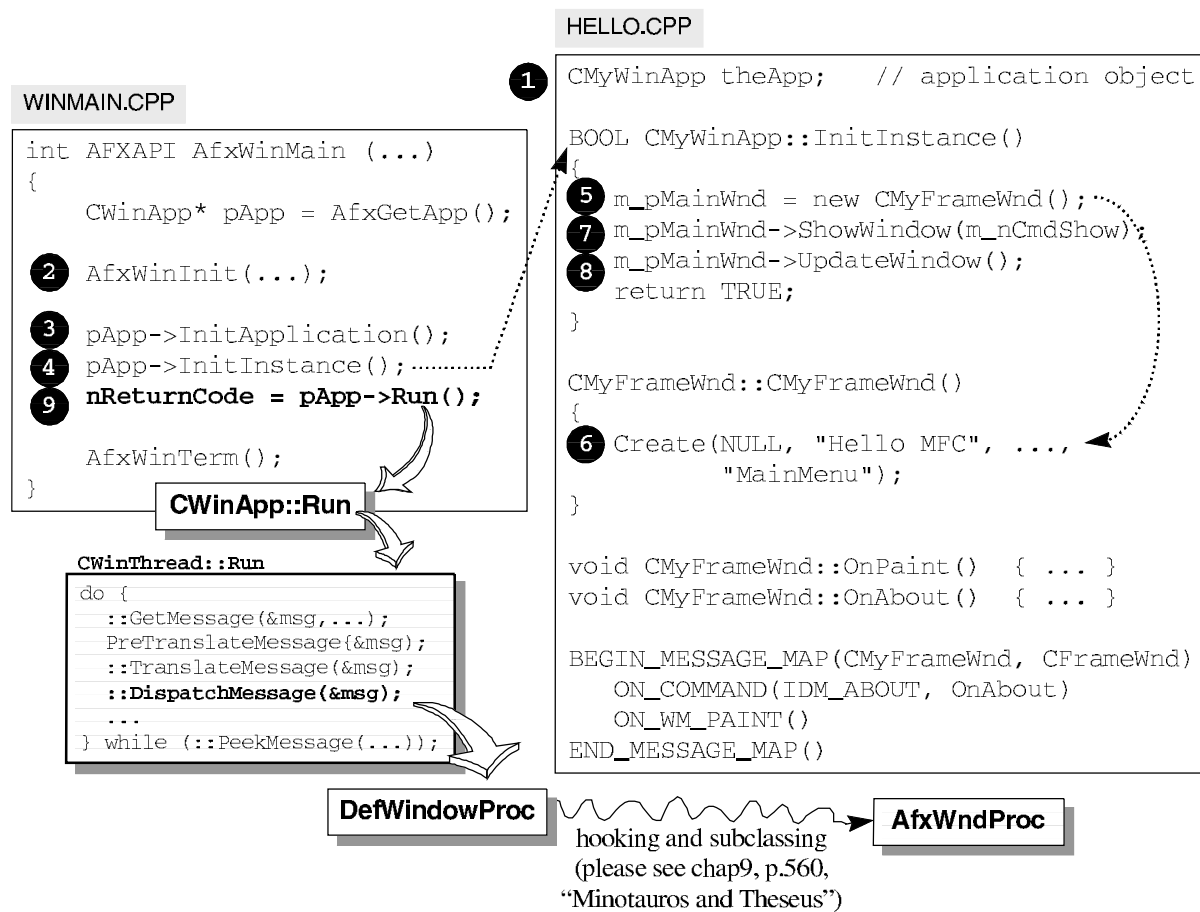 HELLO.CPP
1
CMyWinApp theApp;   // application object
BOOL CMyWinApp::InitInstance()
{
5 m_pMainWnd = new CMyFrameWnd();
7 m_pMainWnd->ShowWindow(m_nCmdShow);
8 m_pMainWnd->UpdateWindow();
return TRUE;
}
CMyFrameWnd::CMyFrameWnd()
{
6 Create(NULL, "Hello MFC", ...,
"MainMenu");
}
void CMyFrameWnd::OnPaint()  { ... }
void CMyFrameWnd::OnAbout()  { ... }
BEGIN_MESSAGE_MAP(CMyFrameWnd, CFrameWnd)
ON_COMMAND(IDM_ABOUT, OnAbout)
ON_WM_PAINT()
END_MESSAGE_MAP()
WINMAIN.CPP
int AFXAPI AfxWinMain (...)
{
CWinApp* pApp = AfxGetApp();
2 AfxWinInit(...);
3 pApp->InitApplication();
4 pApp->InitInstance();
9 nReturnCode = pApp->Run();
AfxWinTerm();
}
CWinApp::Run
CWinThread::Run
do {
::GetMessage(&msg,...);
PreTranslateMessage{&msg);
::TranslateMessage(&msg);
::DispatchMessage(&msg);
...
} while (::PeekMessage(...));
DefWindowProc
hooking and subclassing
(please see chap9, p.560,
“Minotauros and Theseus”)
AfxWndProc